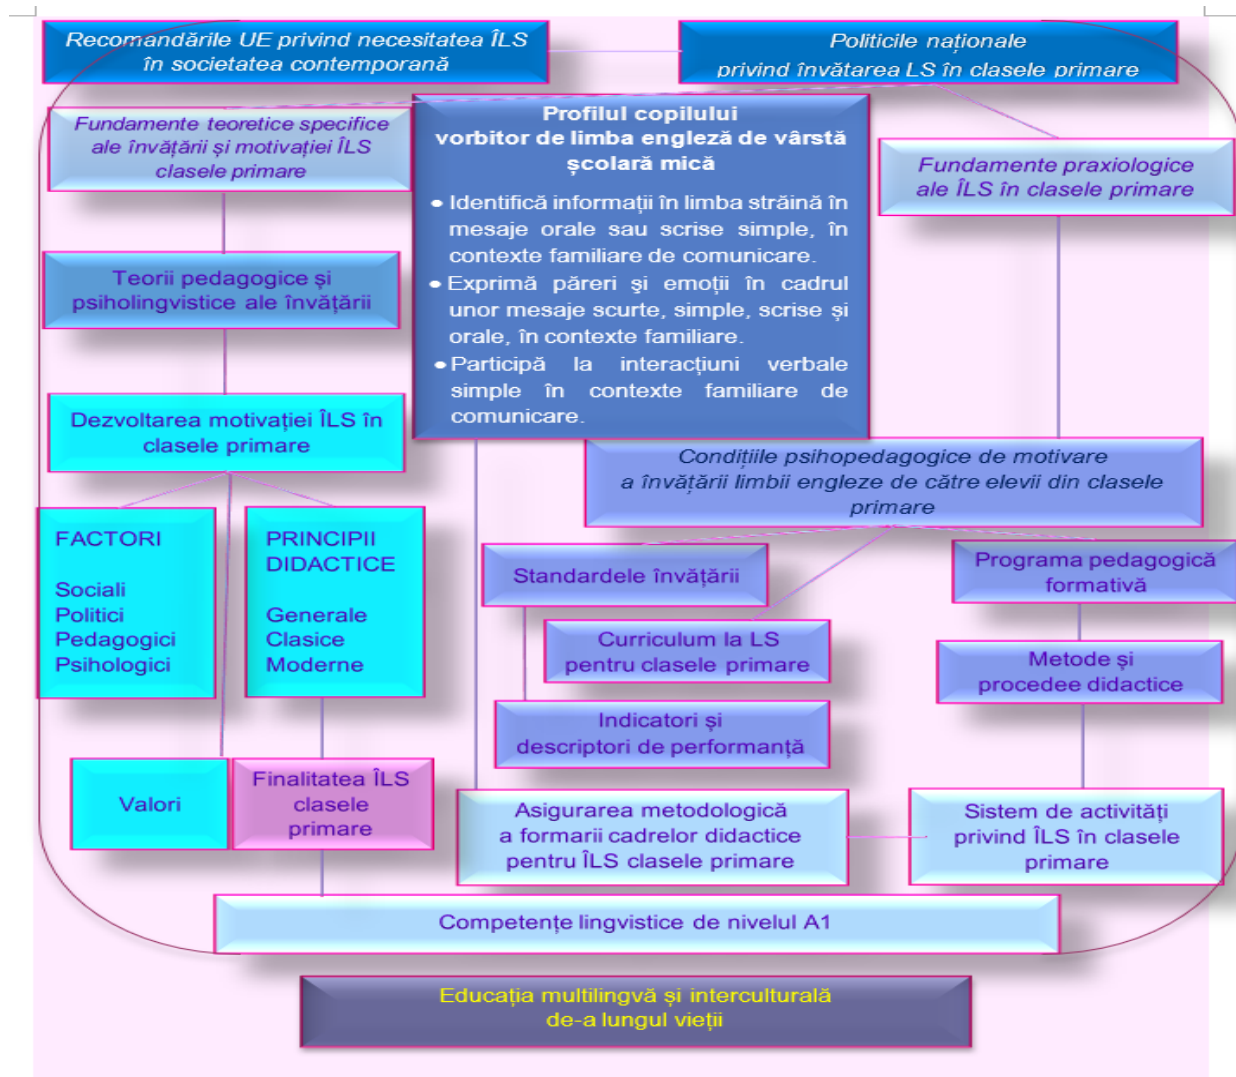 Recomandările UE privind necesitatea ÎLS
în societatea contemporană
Politicile naționale
privind învătarea LS în clasele primare
Fundamente teoretice specifice
ale învățării și motivației ÎLS
clasele primare
Profilul copilului
vorbitor de limba engleză de vârstă
școlară mică
• Identifică informații în limba străină în
mesaje orale sau scrise simple, în
contexte familiare de comunicare.
• Exprimă păreri şi emoții în cadrul
unor mesaje scurte, simple, scrise și
orale, în contexte familiare.
• Participă la interacțiuni verbale
simple în contexte familiare de
comunicare.
Fundamente praxiologice
ale ÎLS în clasele primare
Teorii pedagogice și
psiholingvistice ale învățării
Dezvoltarea motivației ÎLS în
clasele primare
Condițiile psihopedagogice de motivare
a învățării limbii engleze de către elevii din clasele
primare
FACTORI
Sociali
Politici
Pedagogici
Psihologici
PRINCIPII
DIDACTICE
Generale
Clasice
Moderne
Standardele învățării
Programa pedagogică
formativă
Curriculum la LS
pentru clasele primare
Metode și
procedee didactice
Indicatori și
descriptori de performanță
Valori
Finalitatea ÎLS
clasele
primare
Asigurarea metodologică
a formarii cadrelor didactice
pentru ÎLS clasele primare
Sistem de activități
privind ÎLS în clasele
primare
Competențe lingvistice de nivelul A1
Educația multilingvă și interculturală
de-a lungul vieții